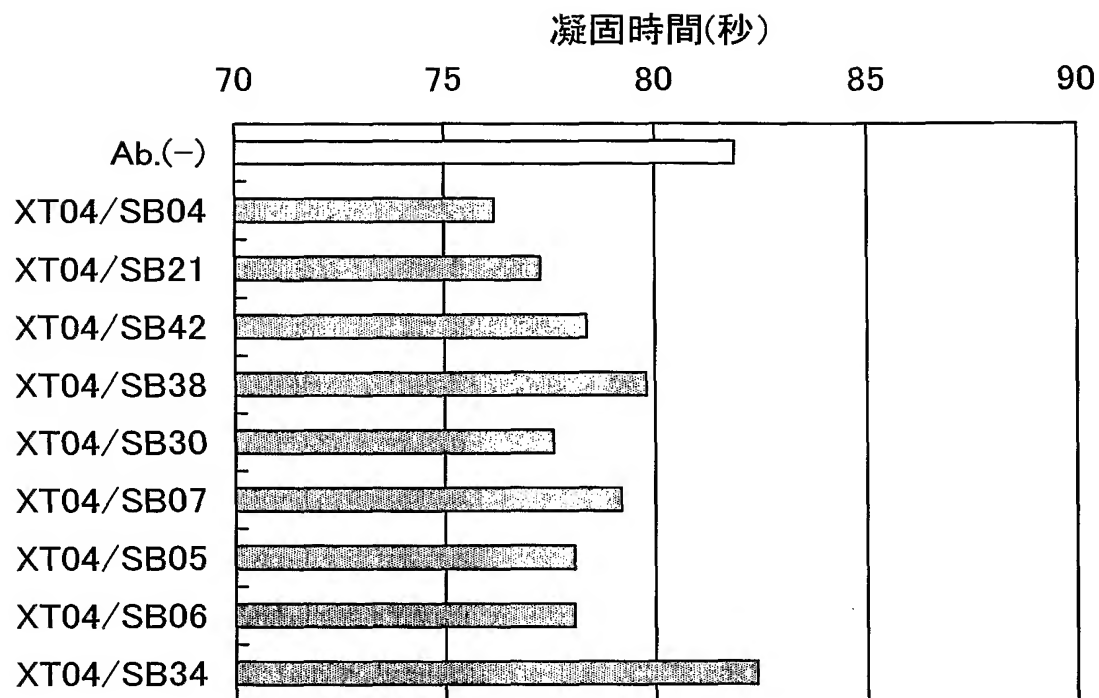 凝固時間(秒)
70 75 80 85 90
Ab.(-)
XT04/SB04
XT04/SB21
XT04/SB42
XT04/SB38
XT04/SB30
XT04/SB07
XT04/SB05
XT04/SB06
XT04/SB34